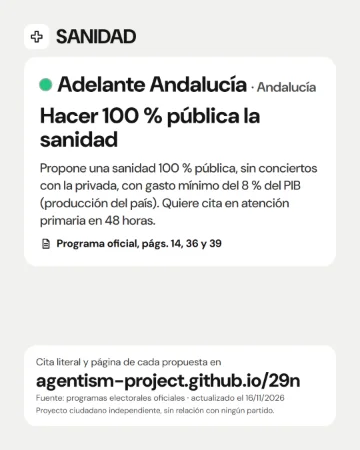 SANIDAD
Adelante Andalucía · Andalucía
Hacer 100 % pública la
sanidad
Propone una sanidad 100 % pública, sin conciertos
con la privada, con gasto mínimo del 8 % del PIB
(producción del país). Quiere cita en atención
primaria en 48 horas.
Programa oficial, págs. 14, 36 y 39
Cita literal y página de cada propuesta en
agentism-project.github.io/29n
Fuente: programas electorales oficiales · actualizado el 16/11/2026
Proyecto ciudadano independiente, sin relación con ningún partido.